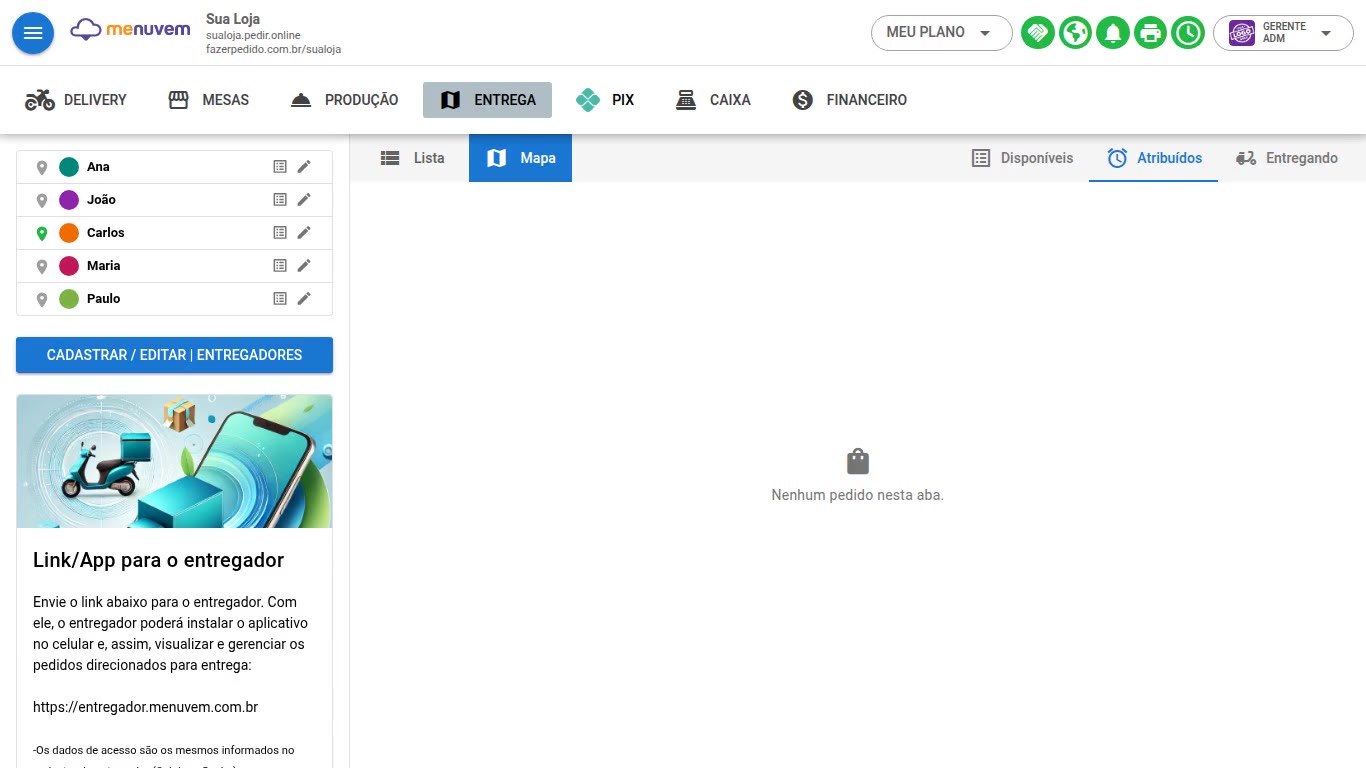 menuvem
Sua Loja
sualoja.pedir.online
fazerpedido.com.br/sualoja
MEU PLANO
GERENTE
ADM
DELIVERY
MESAS
PRODUÇÃO
ENTREGA
PIX
CAIXA
FINANCEIRO
Ana
João
Carlos
Maria
Paulo
CADASTRAR / EDITAR | ENTREGADORES
Link/App para o entregador
Envie o link abaixo para o entregador. Com
ele, o entregador poderá instalar o aplicativo
no celular e, assim, visualizar e gerenciar os
pedidos direcionados para entrega:
https://entregador.menuvem.com.br
-Os dados de acesso são os mesmos informados no
Lista
Mapa
Disponíveis
Atribuídos
Entregando
Nenhum pedido nesta aba.